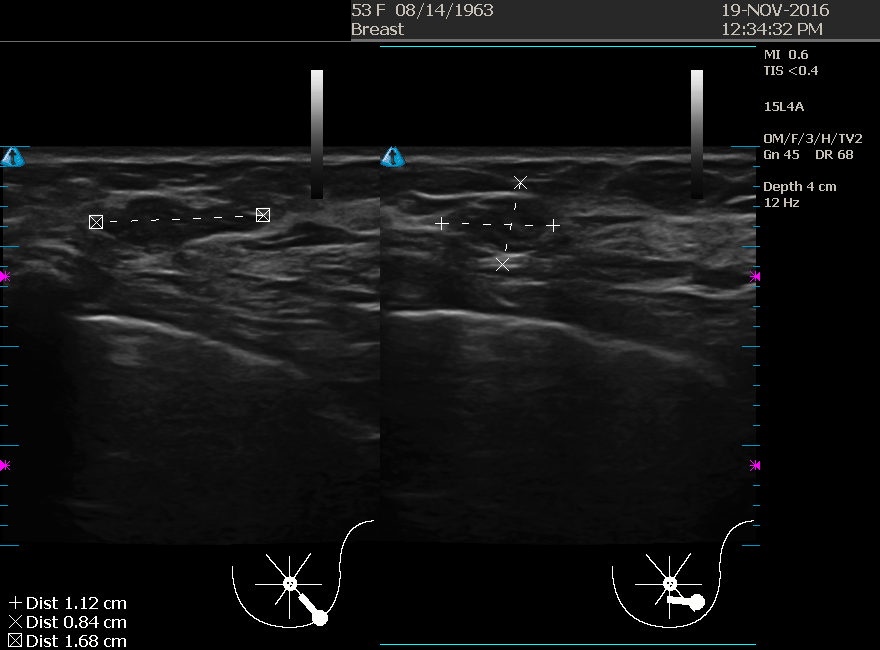 53 F 08/14/1963 19-NOV-2016
Breast 12:34:32 PM
MI 0.6
TIS <0.4
15L4A
OM/F/3/H/TV2
Gn 45 DR 68
Depth 4 cm
12 Hz
+ Dist 1.12 cm
× Dist 0.84 cm
⊠ Dist 1.68 cm